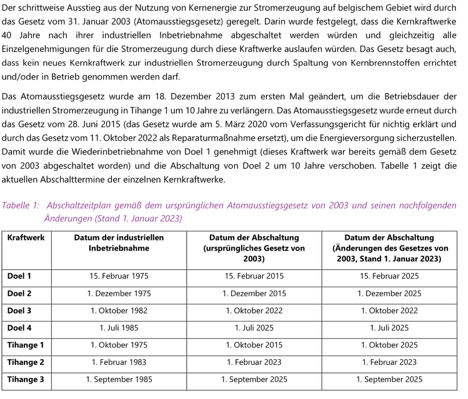 Der schrittweise Ausstieg aus der Nutzung von Kernenergie zur Stromerzeugung auf belgischem Gebiet wird durch
das Gesetz vom 31. Januar 2003 (Atomausstiegsgesetz) geregelt. Darin wurde festgelegt, dass die Kernkraftwerke
40 Jahre nach ihrer industriellen Inbetriebnahme abgeschaltet werden würden und gleichzeitig alle
Einzelgenehmigungen für die Stromerzeugung durch diese Kraftwerke auslaufen würden. Das Gesetz besagt auch,
dass kein neues Kernkraftwerk zur industriellen Stromerzeugung durch Spaltung von Kernbrennstoffen errichtet
und/oder in Betrieb genommen werden darf.
Das Atomausstiegsgesetz wurde am 18. Dezember 2013 zum ersten Mal geändert, um die Betriebsdauer der
industriellen Stromerzeugung in Tihange 1 um 10 Jahre zu verlängern. Das Atomausstiegsgesetz wurde erneut durch
das Gesetz vom 28. Juni 2015 (das Gesetz wurde am 5. März 2020 vom Verfassungsgericht für nichtig erklärt und
durch das Gesetz vom 11. Oktober 2022 als Reparaturmaßnahme ersetzt), um die Energieversorgung sicherzustellen.
Damit wurde die Wiederinbetriebnahme von Doel 1 genehmigt (dieses Kraftwerk war bereits gemäß dem Gesetz
von 2003 abgeschaltet worden) und die Abschaltung von Doel 2 um 10 Jahre verschoben. Tabelle 1 zeigt die
aktuellen Abschalttermine der einzelnen Kernkraftwerke.
Tabelle 1: Abschaltzeitplan gemäß dem ursprünglichen Atomausstiegsgesetz von 2003 und seinen nachfolgenden
Änderungen (Stand 1. Januar 2023)
Kraftwerk Datum der industriellen Datum der Abschaltung Datum der Abschaltung
Inbetriebnahme (ursprüngliches Gesetz von (Änderungen des Gesetzes von
2003) 2003, Stand 1. Januar 2023)
Doel 1 15. Februar 1975 15. Februar 2015 15. Februar 2025
Doel 2 1. Dezember 1975 1. Dezember 2015 1. Dezember 2025
Doel 3 1. Oktober 1982 1. Oktober 2022 1. Oktober 2022
Doel 4 1. Juli 1985 1. Juli 2025 1. Juli 2025
Tihange 1 1. Oktober 1975 1. Oktober 2015 1. Oktober 2025
Tihange 2 1. Februar 1983 1. Februar 2023 1. Februar 2023
Tihange 3 1. September 1985 1. September 2025 1. September 2025